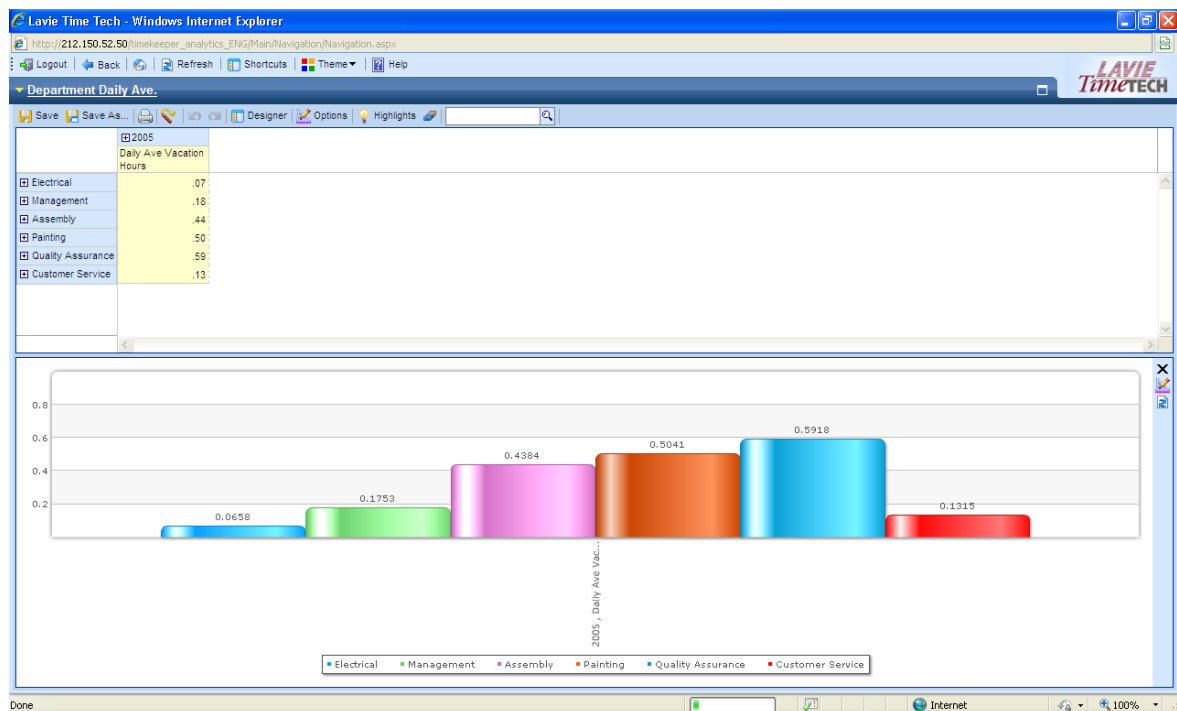 Lavie Time Tech - Windows Internet Explorer
http://212.150.52.50/timekeeper_analytics_ENG/Main/Navigation/Navigation.aspx
Logout Back Refresh Shortcuts Theme Help
LAVIE
TimeTECH
Department Daily Ave.
Save Save As... Designer Options Highlights
2005
Daily Ave Vacation
Hours
Electrical .07
Management .18
Assembly .44
Painting .50
Quality Assurance .59
Customer Service .13
0.8
0.6
0.4
0.2
0.0658
0.1753
0.4384
0.5041
0.5918
0.1315
2005 , Daily Ave Vac...
Electrical Management Assembly Painting Quality Assurance Customer Service
Done Internet 100%